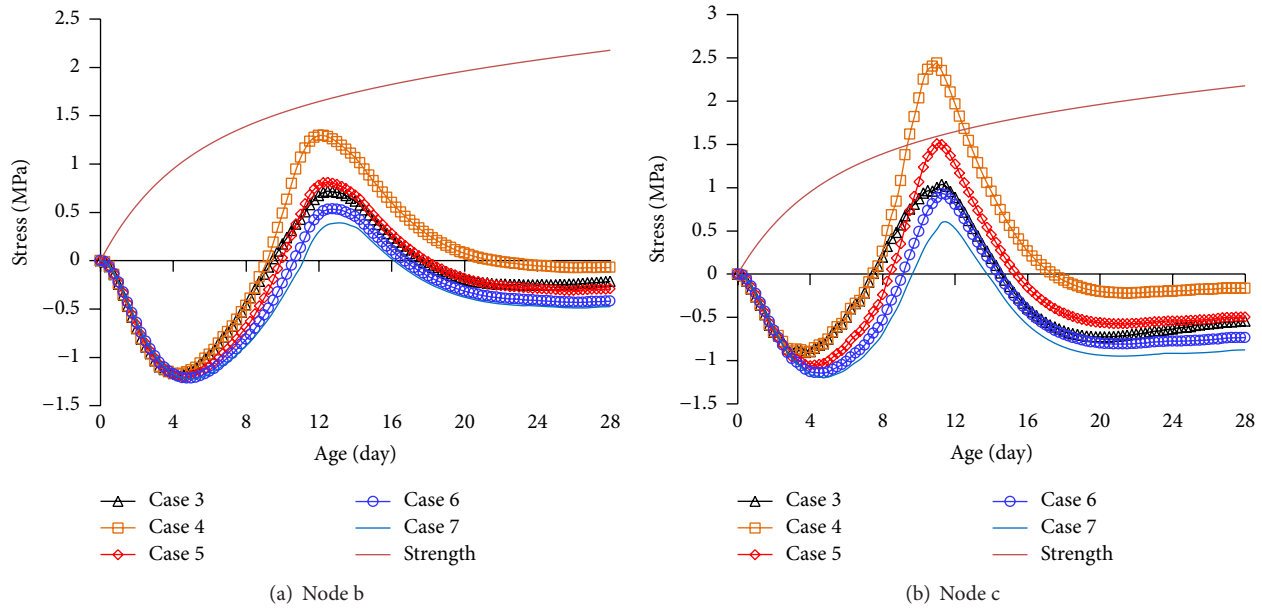 2.5
2
1.5
1
0.5
0
−0.5
−1
−1.5
Stress (MPa)
0 4 8 12 16 20 24 28
Age (day)
Case 3
Case 4
Case 5
Case 6
Case 7
Strength
(a) Node b
3
2.5
2
1.5
1
0.5
0
−0.5
−1
−1.5
Stress (MPa)
0 4 8 12 16 20 24 28
Age (day)
Case 3
Case 4
Case 5
Case 6
Case 7
Strength
(b) Node c